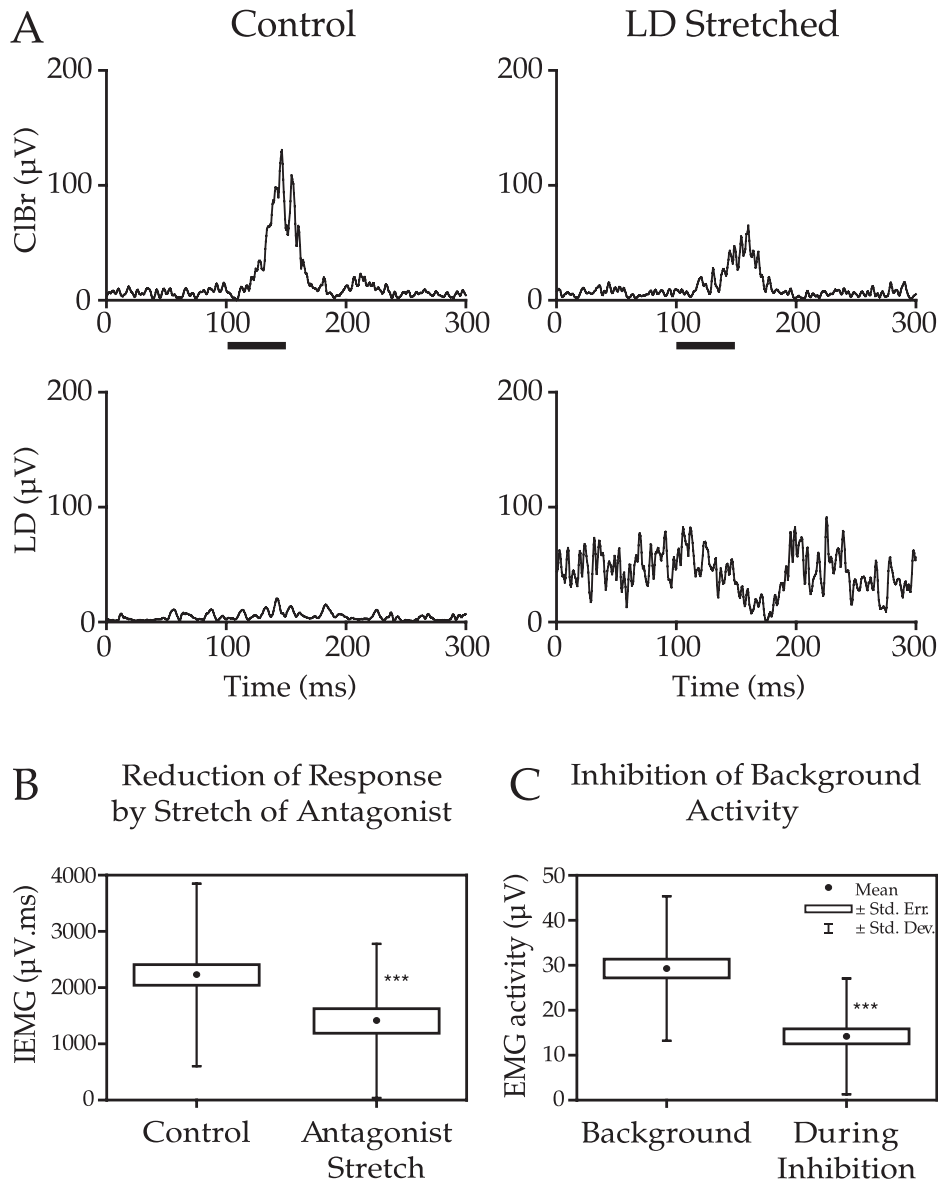 A
Control
LD Stretched
ClBr (µV)
200
100
0
0 100 200 300
200
100
0
0 100 200 300
LD (µV)
200
100
0
0 100 200 300
Time (ms)
200
100
0
0 100 200 300
Time (ms)
B
Reduction of Response
by Stretch of Antagonist
IEMG (µV.ms)
4000
3000
2000
1000
0
***
Control
Antagonist
Stretch
C
Inhibition of Background
Activity
EMG activity (µV)
50
40
30
20
10
0
Mean
± Std. Err.
± Std. Dev.
***
Background
During
Inhibition